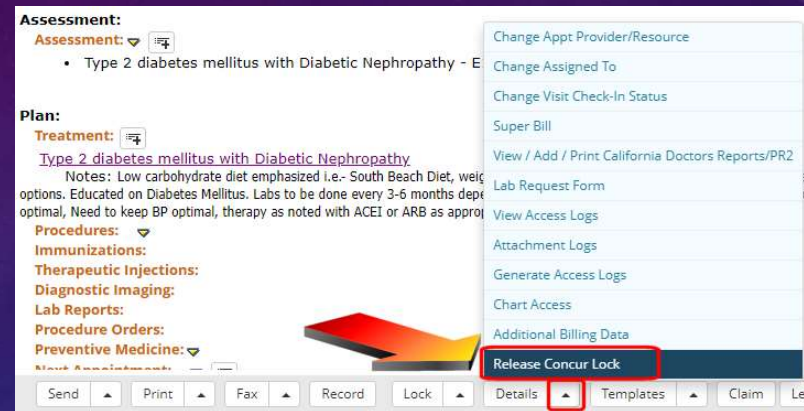 Assessment:
Assessment:
• Type 2 diabetes mellitus with Diabetic Nephropathy - E
Plan:
Treatment:
Type 2 diabetes mellitus with Diabetic Nephropathy
Notes: Low carbohydrate diet emphasized i.e.- South Beach Diet, weig
options. Educated on Diabetes Mellitus. Labs to be done every 3-6 months depe
optimal, Need to keep BP optimal, therapy as noted with ACEI or ARB as approp
Procedures:
Immunizations:
Therapeutic Injections:
Diagnostic Imaging:
Lab Reports:
Procedure Orders:
Preventive Medicine:
Next Appointment:
Change Appt Provider/Resource
Change Assigned To
Change Visit Check-In Status
Super Bill
View / Add / Print California Doctors Reports/PR2
Lab Request Form
View Access Logs
Attachment Logs
Generate Access Logs
Chart Access
Additional Billing Data
Release Concur Lock
Send Print Fax Record Lock Details Templates Claim Le